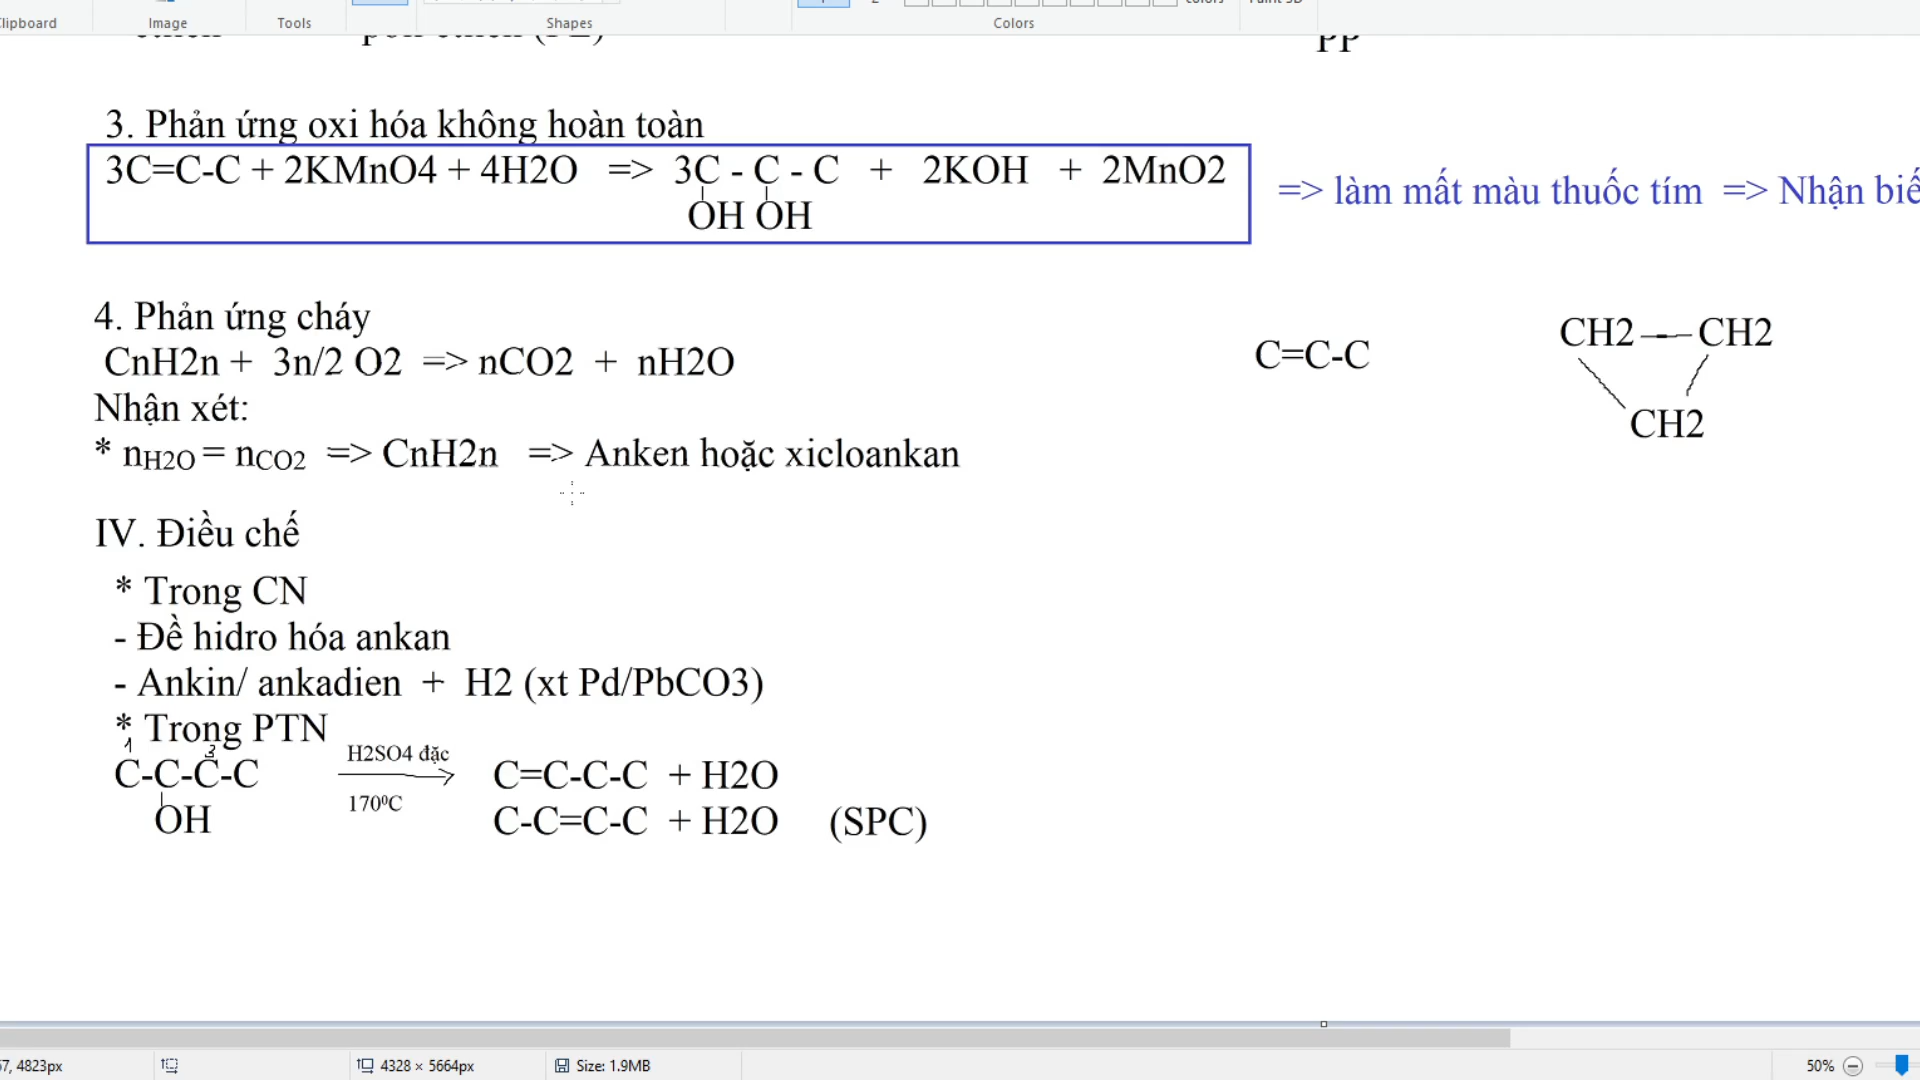 Clipboard
Image
Tools
Shapes
Colors
pp
3. Phản ứng oxi hóa không hoàn toàn
3C=C-C + 2KMnO4 + 4H2O => 3C - C - C + 2KOH + 2MnO2
OH OH
=> làm mất màu thuốc tím => Nhận biế
4. Phản ứng cháy
CnH2n + 3n/2 O2 => nCO2 + nH2O
C=C-C
CH2 - CH2
CH2
Nhận xét:
* nH2O = nCO2 => CnH2n => Anken hoặc xicloankan
IV. Điều chế
* Trong CN
- Đề hidro hóa ankan
- Ankin/ ankadien + H2 (xt Pd/PbCO3)
* Trong PTN
1 3
C-C-C-C
OH
H2SO4 đặc
170⁰C
C=C-C-C + H2O
C-C=C-C + H2O (SPC)
7, 4823px
4328 × 5664px
Size: 1.9MB
50%